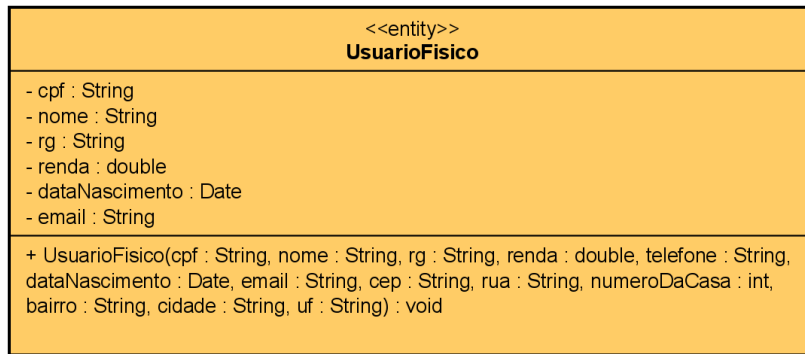 <<entity>>
UsuarioFisico
- cpf : String
- nome : String
- rg : String
- renda : double
- dataNascimento : Date
- email : String
+ UsuarioFisico(cpf : String, nome : String, rg : String, renda : double, telefone : String,
dataNascimento : Date, email : String, cep : String, rua : String, numeroDaCasa : int,
bairro : String, cidade : String, uf : String) : void